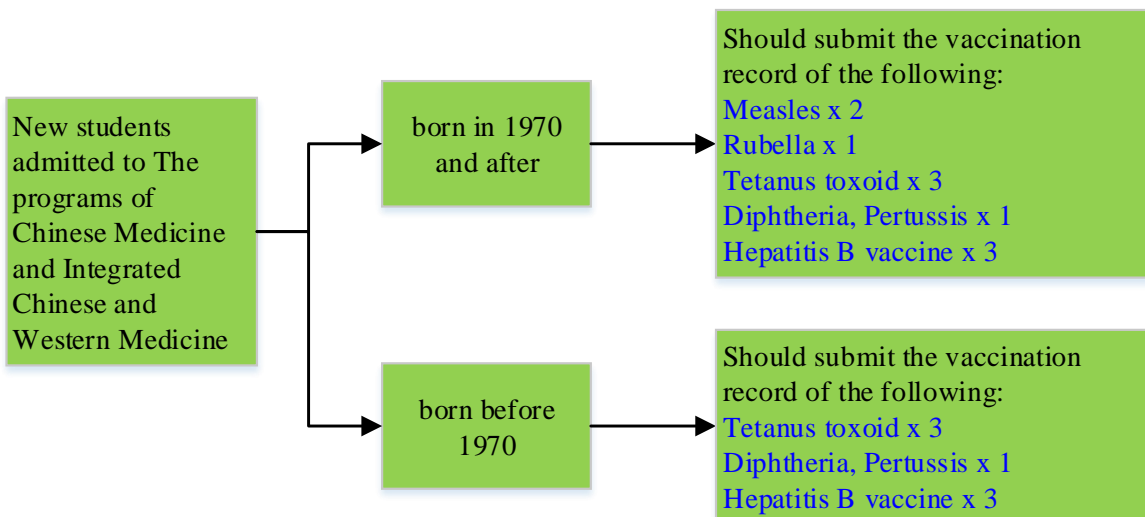 New students
admitted to The
programs of
Chinese Medicine
and Integrated
Chinese and
Western Medicine
born in 1970
and after
Should submit the vaccination
record of the following:
Measles x 2
Rubella x 1
Tetanus toxoid x 3
Diphtheria, Pertussis x 1
Hepatitis B vaccine x 3
born before
1970
Should submit the vaccination
record of the following:
Tetanus toxoid x 3
Diphtheria, Pertussis x 1
Hepatitis B vaccine x 3